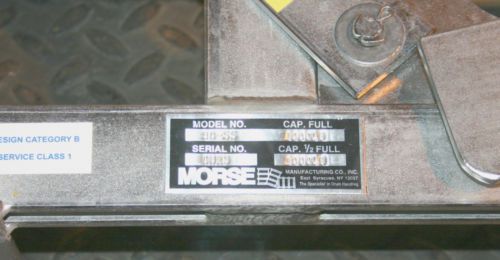 DESIGN CATEGORY B
SERVICE CLASS 1
MODEL NO. CAP. FULL
SERIAL NO. CAP. ½ FULL
MORSE MANUFACTURING CO., INC.
East Syracuse, NY 13057
The Specialist in Drum Handling